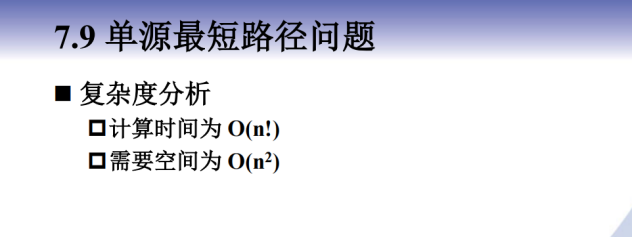 7.9 单源最短路径问题
■ 复杂度分析
计算时间为 O(n!)
需要空间为 O(n²)